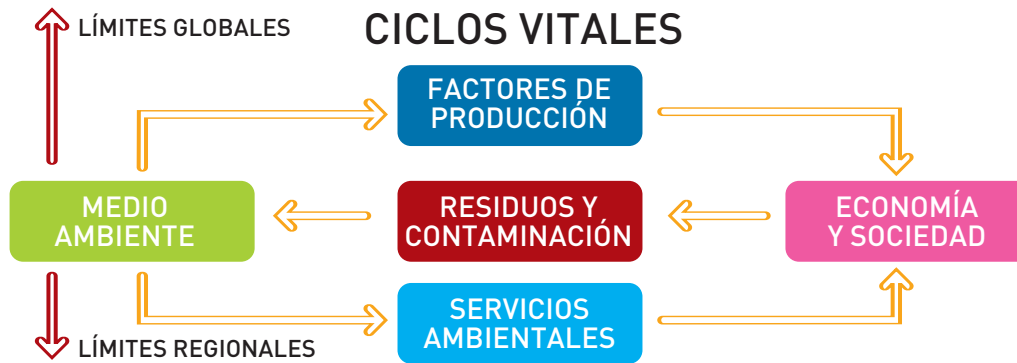 LÍMITES GLOBALES
CICLOS VITALES
FACTORES DE
PRODUCCIÓN
MEDIO
AMBIENTE
RESIDUOS Y
CONTAMINACIÓN
ECONOMÍA
Y SOCIEDAD
SERVICIOS
AMBIENTALES
LÍMITES REGIONALES